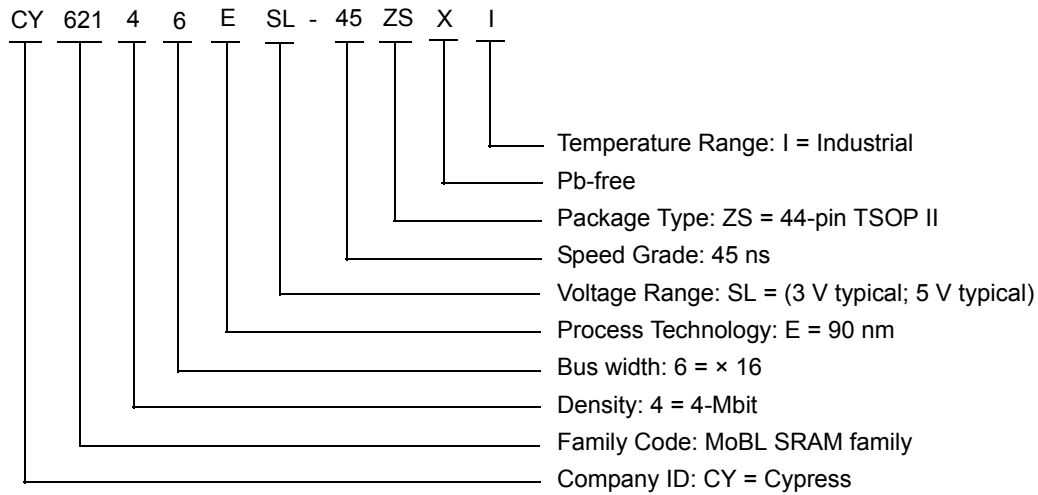 CY 621 4 6 E SL - 45 ZS X I
Temperature Range: I = Industrial
Pb-free
Package Type: ZS = 44-pin TSOP II
Speed Grade: 45 ns
Voltage Range: SL = (3 V typical; 5 V typical)
Process Technology: E = 90 nm
Bus width: 6 = × 16
Density: 4 = 4-Mbit
Family Code: MoBL SRAM family
Company ID: CY = Cypress